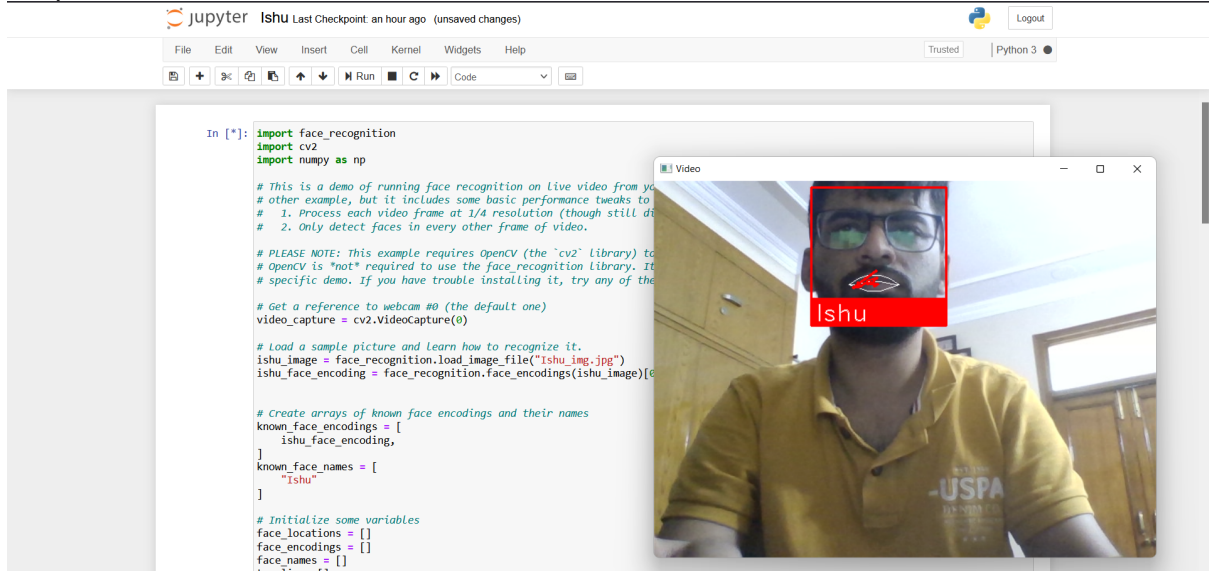 jupyter Ishu Last Checkpoint: an hour ago (unsaved changes)
Logout
File Edit View Insert Cell Kernel Widgets Help
Trusted Python 3
Run Code
In [*]: import face_recognition
import cv2
import numpy as np
# This is a demo of running face recognition on live video from yo
# other example, but it includes some basic performance tweaks to
# 1. Process each video frame at 1/4 resolution (though still di
# 2. Only detect faces in every other frame of video.
# PLEASE NOTE: This example requires OpenCV (the `cv2` library) to
# OpenCV is *not* required to use the face_recognition library. It
# specific demo. If you have trouble installing it, try any of the
# Get a reference to webcam #0 (the default one)
video_capture = cv2.VideoCapture(0)
# Load a sample picture and learn how to recognize it.
ishu_image = face_recognition.load_image_file("Ishu_img.jpg")
ishu_face_encoding = face_recognition.face_encodings(ishu_image)[0
# Create arrays of known face encodings and their names
known_face_encodings = [
ishu_face_encoding,
]
known_face_names = [
"Ishu"
]
# Initialize some variables
face_locations = []
face_encodings = []
face_names = []
Video
Ishu
-USPA